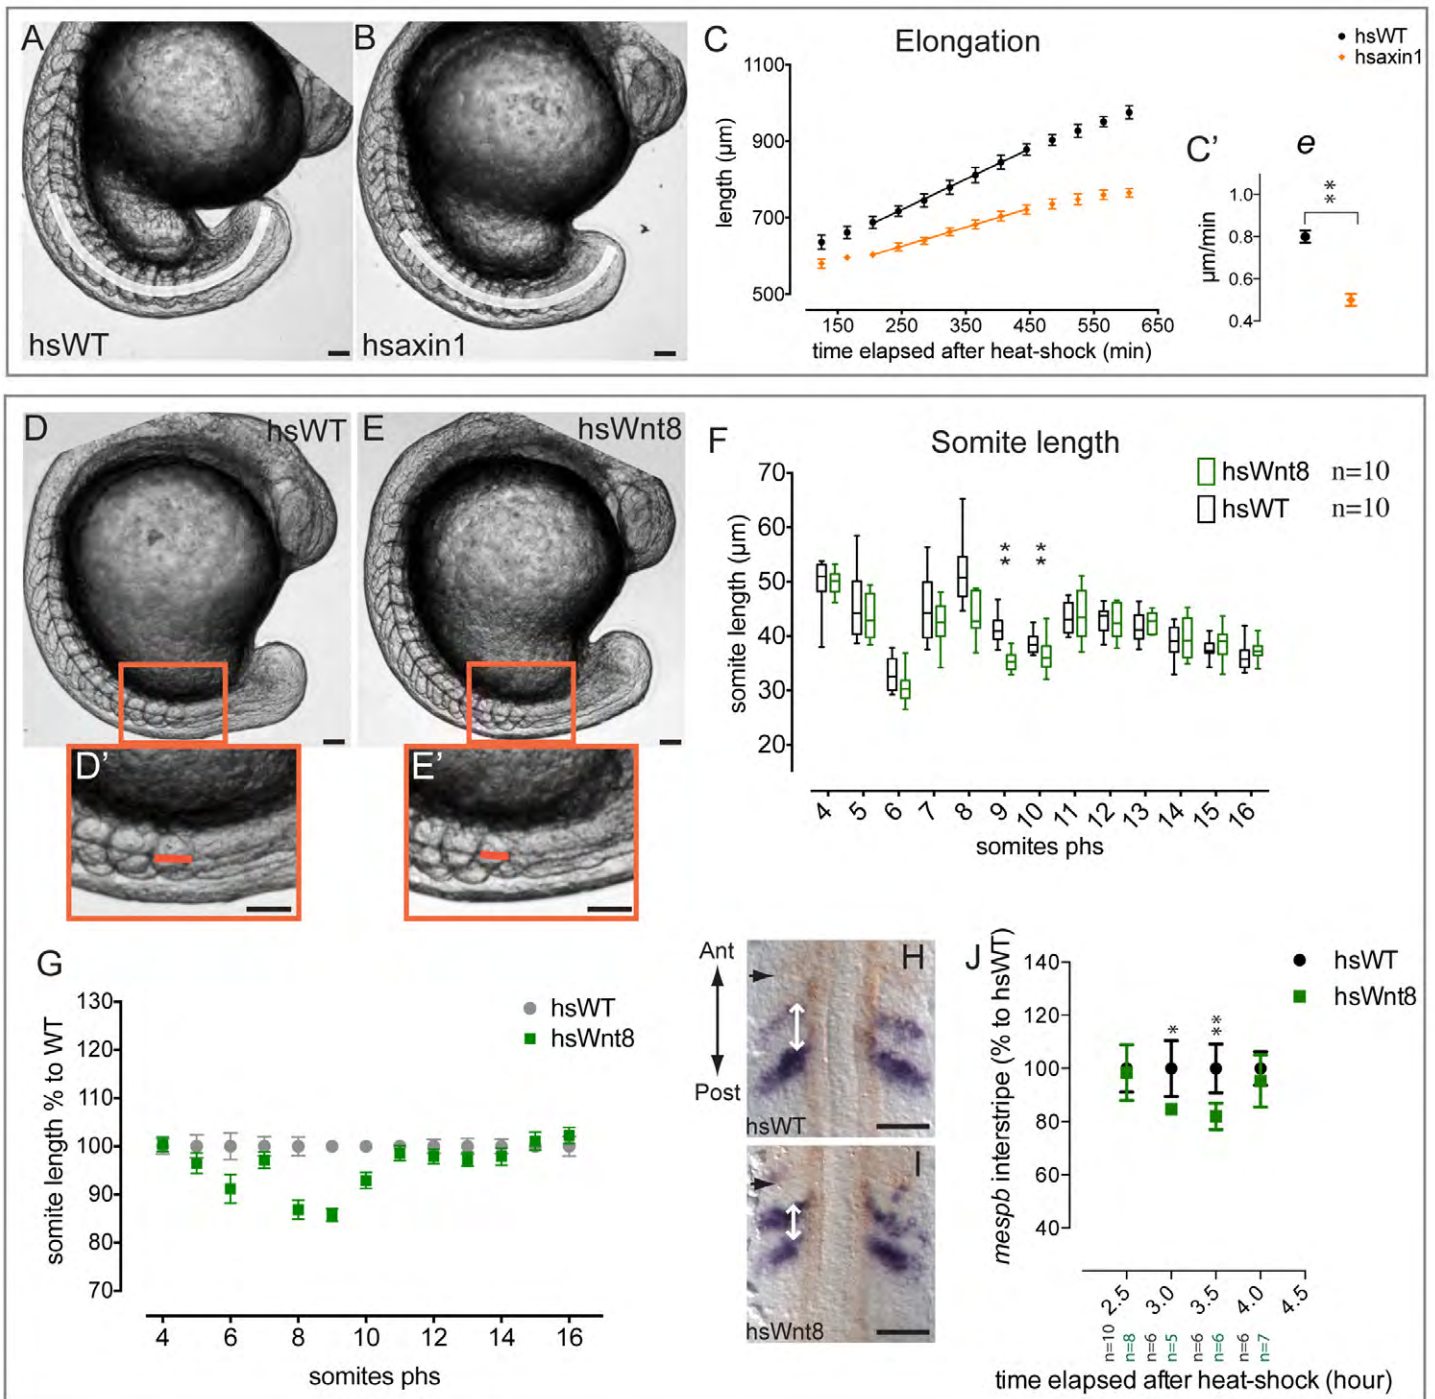 A
hsWT
B
hsaxin1
C
Elongation
hsWT
hsaxin1
length (µm)
1100
900
700
500
150 250 350 450 550 650
time elapsed after heat-shock (min)
C'
e
**
µm/min
1.0
0.8
0.6
0.4
D
hsWT
E
hsWnt8
D'
E'
F
Somite length
hsWnt8 n=10
hsWT n=10
somite length (µm)
70
60
50
40
30
20
** **
4 5 6 7 8 9 10 11 12 13 14 15 16
somites phs
G
hsWT
hsWnt8
somite length % to WT
130
120
110
100
90
80
70
4 6 8 10 12 14 16
somites phs
Ant
Post
H
hsWT
I
hsWnt8
J
hsWT
hsWnt8
mespb interstripe (% to hsWT)
140
120
100
80
60
40
* **
2.5 3.0 3.5 4.0 4.5
n=10 n=8 n=6 n=5 n=6 n=6 n=6 n=7
time elapsed after heat-shock (hour)